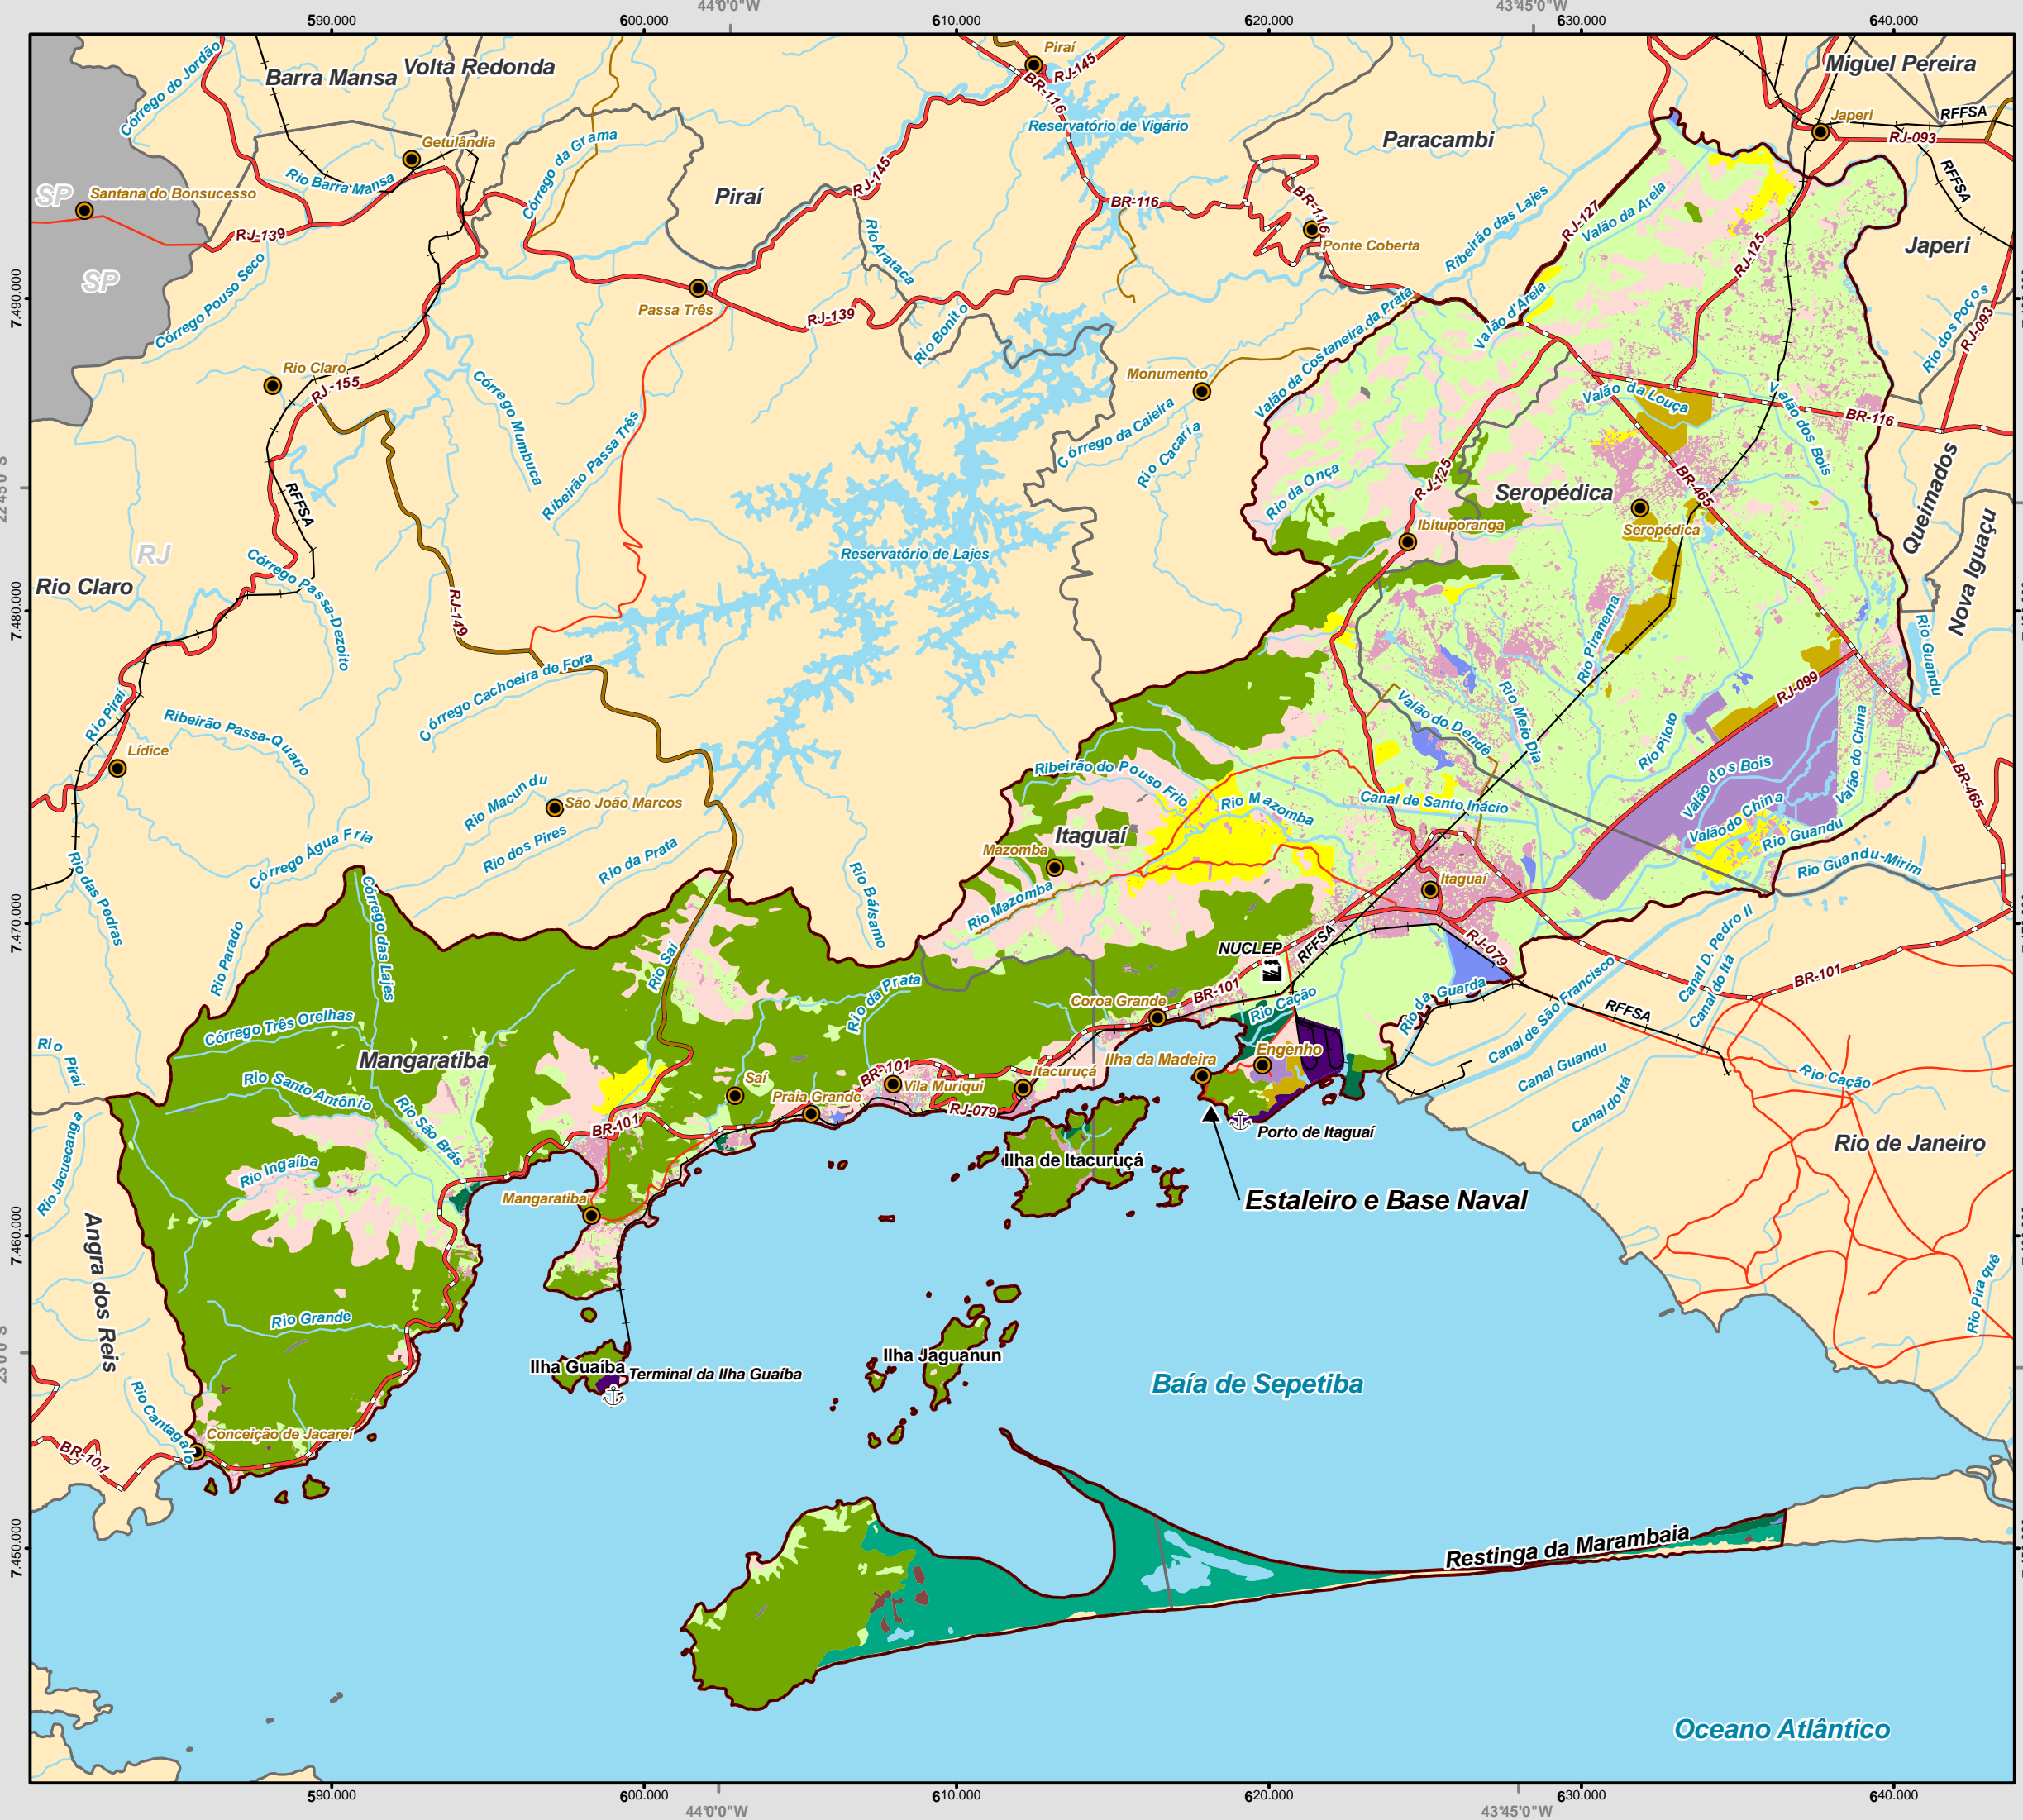 44°0'0"W
43°45'0"W
590.000
600.000
610.000
620.000
630.000
640.000
Córrego do Jordão
Barra Mansa
Volta Redonda
Piraí
RJ-145
BR-116
Miguel Pereira
Japeri
RFFSA
RJ-093
Getulândia
Córrego da Grama
Reservatório de Vigário
Paracambi
Rio Barra Mansa
SP
Santana do Bonsucesso
Piraí
RJ-145
BR-116
BR-116
Ponte Coberta
Ribeirão das Lajes
RJ-127
Valão da Areia
RJ-125
RFFSA
Japeri
RJ-139
SP
Córrego Pouso Seco
Rio Arataca
Passa Três
RJ-139
Rio Bonito
Valão da Costaneira da Prata
Valão d'Areia
Rio dos Poços
RJ-093
7.490.000
Rio Claro
RJ-155
Córrego Mumbuca
Ribeirão Passa Três
Monumento
Córrego da Caieira
Rio Cacaria
Valão da Louça
Valão dos Bois
BR-116
22°45'0"S
RFFSA
Rio da Onça
RJ-125
Seropédica
BR-465
Queimados
Ibituporanga
Seropédica
Nova Iguaçu
RJ
Reservatório de Lajes
Rio Claro
Córrego Passa-Dezoito
RJ-149
7.480.000
Rio Piranema
Rio Guandu
Córrego Cachoeira de Fora
Rio Piraí
Ribeirão Passa-Quatro
Valão do Dendê
Rio Meio Dia
RJ-099
Rio Piloto
Valão do China
Lídice
Ribeirão do Pouso Frio
Valão dos Bois
BR-465
Rio Macundu
São João Marcos
Rio Mazomba
Canal de Santo Inácio
Valão do China
Rio dos Pires
Itaguaí
Rio Guandu
Córrego Água Fria
Rio da Prata
Mazomba
Rio Guandu-Mirim
Rio das Pedras
Córrego das Lajes
Rio Bálsamo
Rio Mazomba
Itaguaí
7.470.000
Rio Parado
Rio Saí
NUCLEP
RFFSA
RJ-079
Canal D. Pedro II
Canal do Itá
BR-101
Rio da Prata
Coroa Grande
BR-101
Rio Cação
Rio da Guarda
Canal de São Francisco
RFFSA
Córrego Três Orelhas
Rio Piraí
Mangaratiba
Ilha da Madeira
Engenho
Canal Guandu
Rio Cação
Rio Santo Antônio
Saí
BR-101
Vila Muriqui
Itacuruçá
Canal do Itá
Praia Grande
RJ-079
BR-101
Rio São Brás
Porto de Itaguaí
Rio de Janeiro
Rio Jacuecanga
Rio Ingaíba
Ilha de Itacuruçá
Mangaratiba
Estaleiro e Base Naval
7.460.000
Angra dos Reis
Rio Piraquê
Rio Grande
23°0'0"S
Ilha Guaíba
Terminal da Ilha Guaíba
Ilha Jaguanun
Baía de Sepetiba
Rio Cantagalo
Conceição de Jacareí
BR-101
7.450.000
Restinga da Marambaia
Oceano Atlântico
590.000
600.000
610.000
620.000
630.000
640.000
44°0'0"W
43°45'0"W